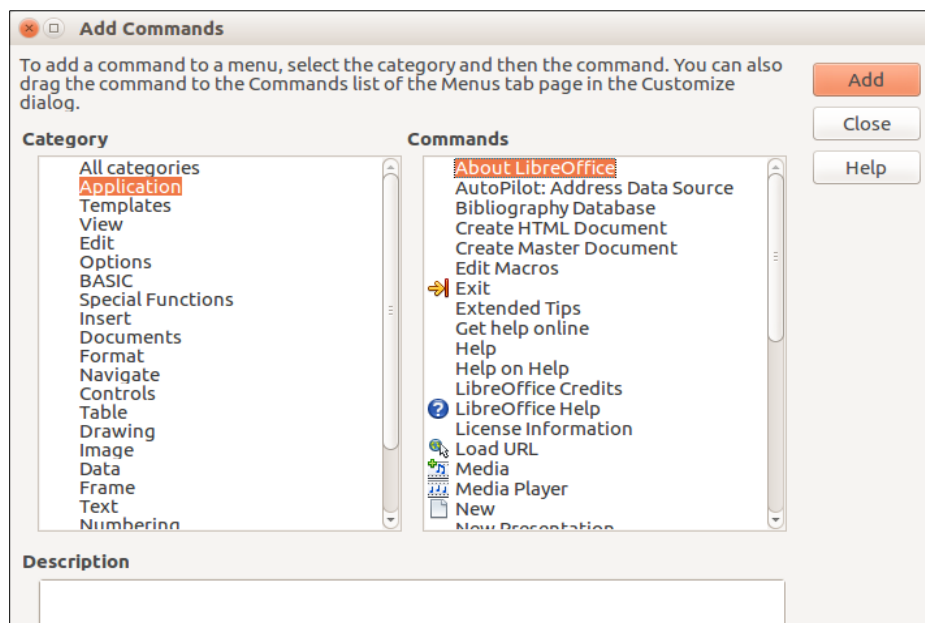 Add Commands
To add a command to a menu, select the category and then the command. You can also
drag the command to the Commands list of the Menus tab page in the Customize
dialog.
Add
Close
Help
Category
All categories
Application
Templates
View
Edit
Options
BASIC
Special Functions
Insert
Documents
Format
Navigate
Controls
Table
Drawing
Image
Data
Frame
Text
Numbering
Commands
About LibreOffice
AutoPilot: Address Data Source
Bibliography Database
Create HTML Document
Create Master Document
Edit Macros
Exit
Extended Tips
Get help online
Help
Help on Help
LibreOffice Credits
LibreOffice Help
License Information
Load URL
Media
Media Player
New
New Presentation
Description